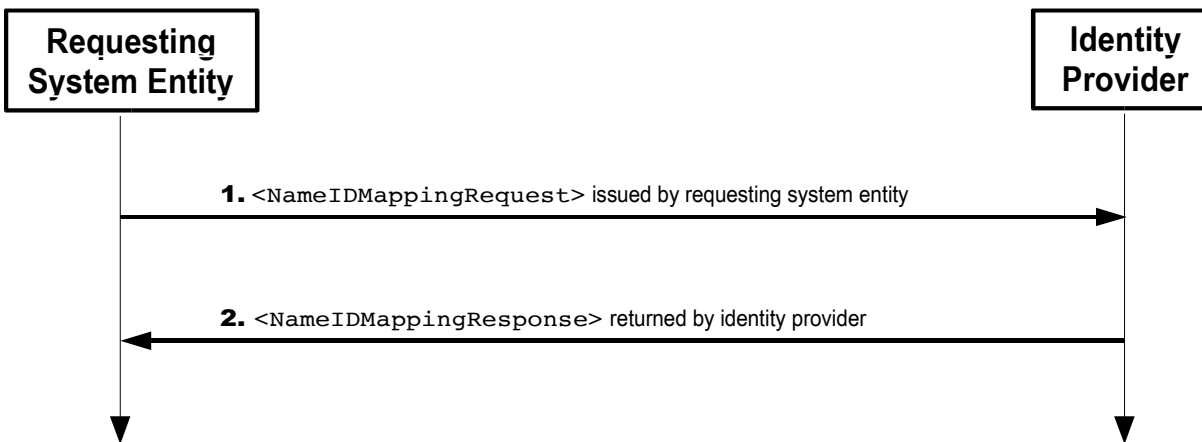 Requesting
System Entity
Identity
Provider
1. <NameIDMappingRequest> issued by requesting system entity
2. <NameIDMappingResponse> returned by identity provider